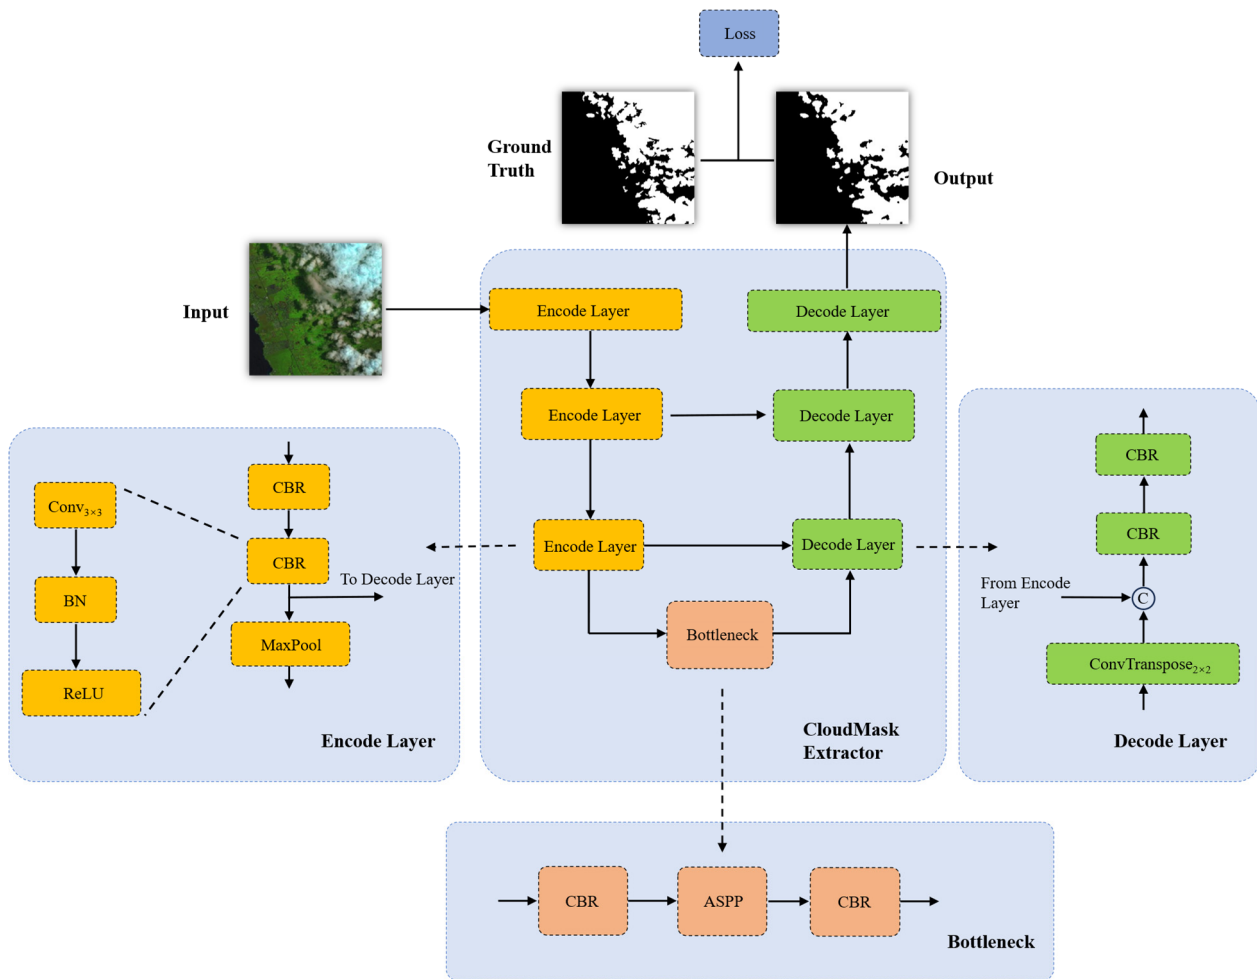 Loss
Ground
Truth
Output
Input
Encode Layer
Decode Layer
Encode Layer
Decode Layer
Encode Layer
Decode Layer
Bottleneck
CloudMask
Extractor
CBR
Conv3×3
CBR
To Decode Layer
BN
MaxPool
ReLU
Encode Layer
CBR
CBR
From Encode
Layer
C
ConvTranspose2×2
Decode Layer
CBR
ASPP
CBR
Bottleneck